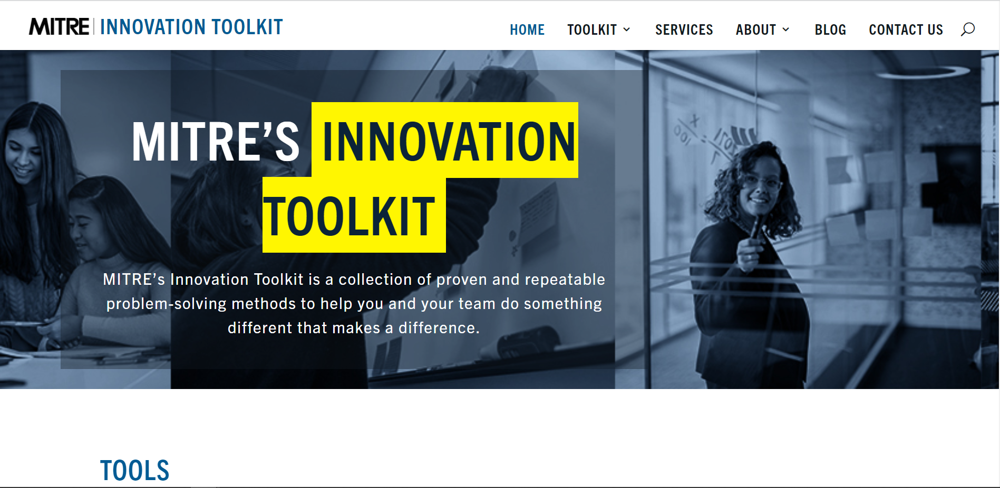 MITRE | INNOVATION TOOLKIT
HOME TOOLKIT SERVICES ABOUT BLOG CONTACT US
MITRE’S INNOVATION
TOOLKIT
MITRE’s Innovation Toolkit is a collection of proven and repeatable
problem-solving methods to help you and your team do something
different that makes a difference.
TOOLS